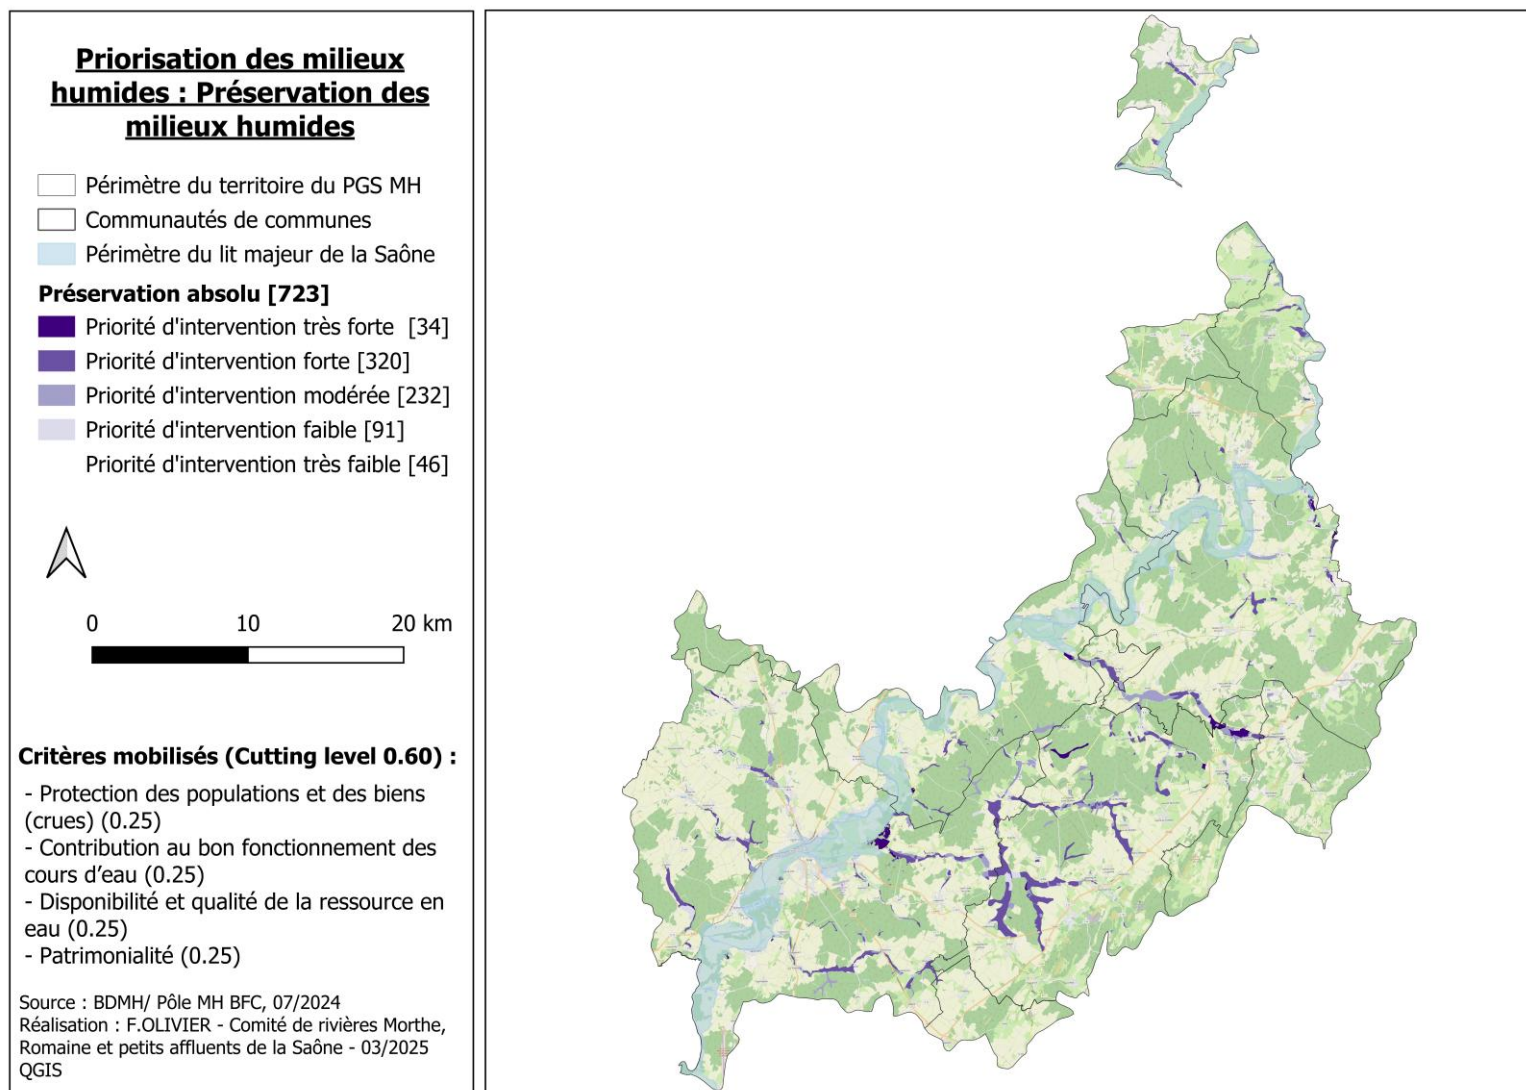 Priorisation des milieux
humides : Préservation des
milieux humides
Périmètre du territoire du PGS MH
Communautés de communes
Périmètre du lit majeur de la Saône
Préservation absolu [723]
Priorité d'intervention très forte [34]
Priorité d'intervention forte [320]
Priorité d'intervention modérée [232]
Priorité d'intervention faible [91]
Priorité d'intervention très faible [46]
0 10 20 km
Critères mobilisés (Cutting level 0.60) :
- Protection des populations et des biens
(crues) (0.25)
- Contribution au bon fonctionnement des
cours d’eau (0.25)
- Disponibilité et qualité de la ressource en
eau (0.25)
- Patrimonialité (0.25)
Source : BDMH/ Pôle MH BFC, 07/2024
Réalisation : F.OLIVIER - Comité de rivières Morthe,
Romaine et petits affluents de la Saône - 03/2025
QGIS